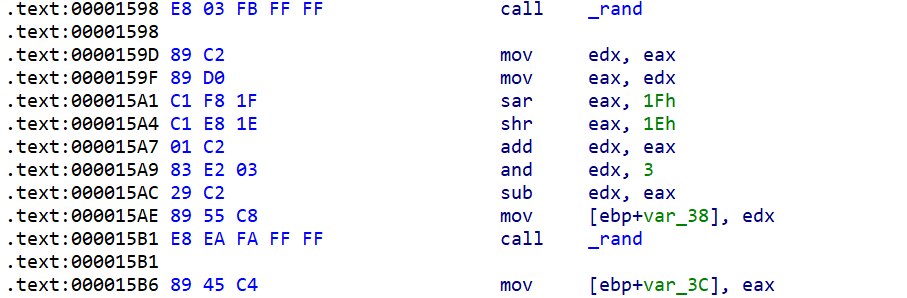 .text:00001598 E8 03 FB FF FF call _rand
.text:00001598
.text:0000159D 89 C2 mov edx, eax
.text:0000159F 89 D0 mov eax, edx
.text:000015A1 C1 F8 1F sar eax, 1Fh
.text:000015A4 C1 E8 1E shr eax, 1Eh
.text:000015A7 01 C2 add edx, eax
.text:000015A9 83 E2 03 and edx, 3
.text:000015AC 29 C2 sub edx, eax
.text:000015AE 89 55 C8 mov [ebp+var_38], edx
.text:000015B1 E8 EA FA FF FF call _rand
.text:000015B1
.text:000015B6 89 45 C4 mov [ebp+var_3C], eax